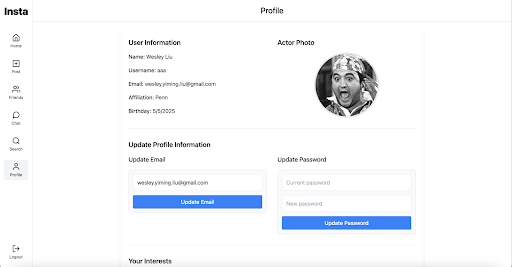 Insta
Profile
Home
Post
Friends
Chat
Search
Profile
Logout
User Information
Name: Wesley Liu
Username: aaa
Email: wesley.yiming.liu@gmail.com
Affiliation: Penn
Birthday: 5/5/2025
Actor Photo
Update Profile Information
Update Email
wesley.yiming.liu@gmail.com
Update Email
Update Password
Current password
New password
Update Password
Your Interests